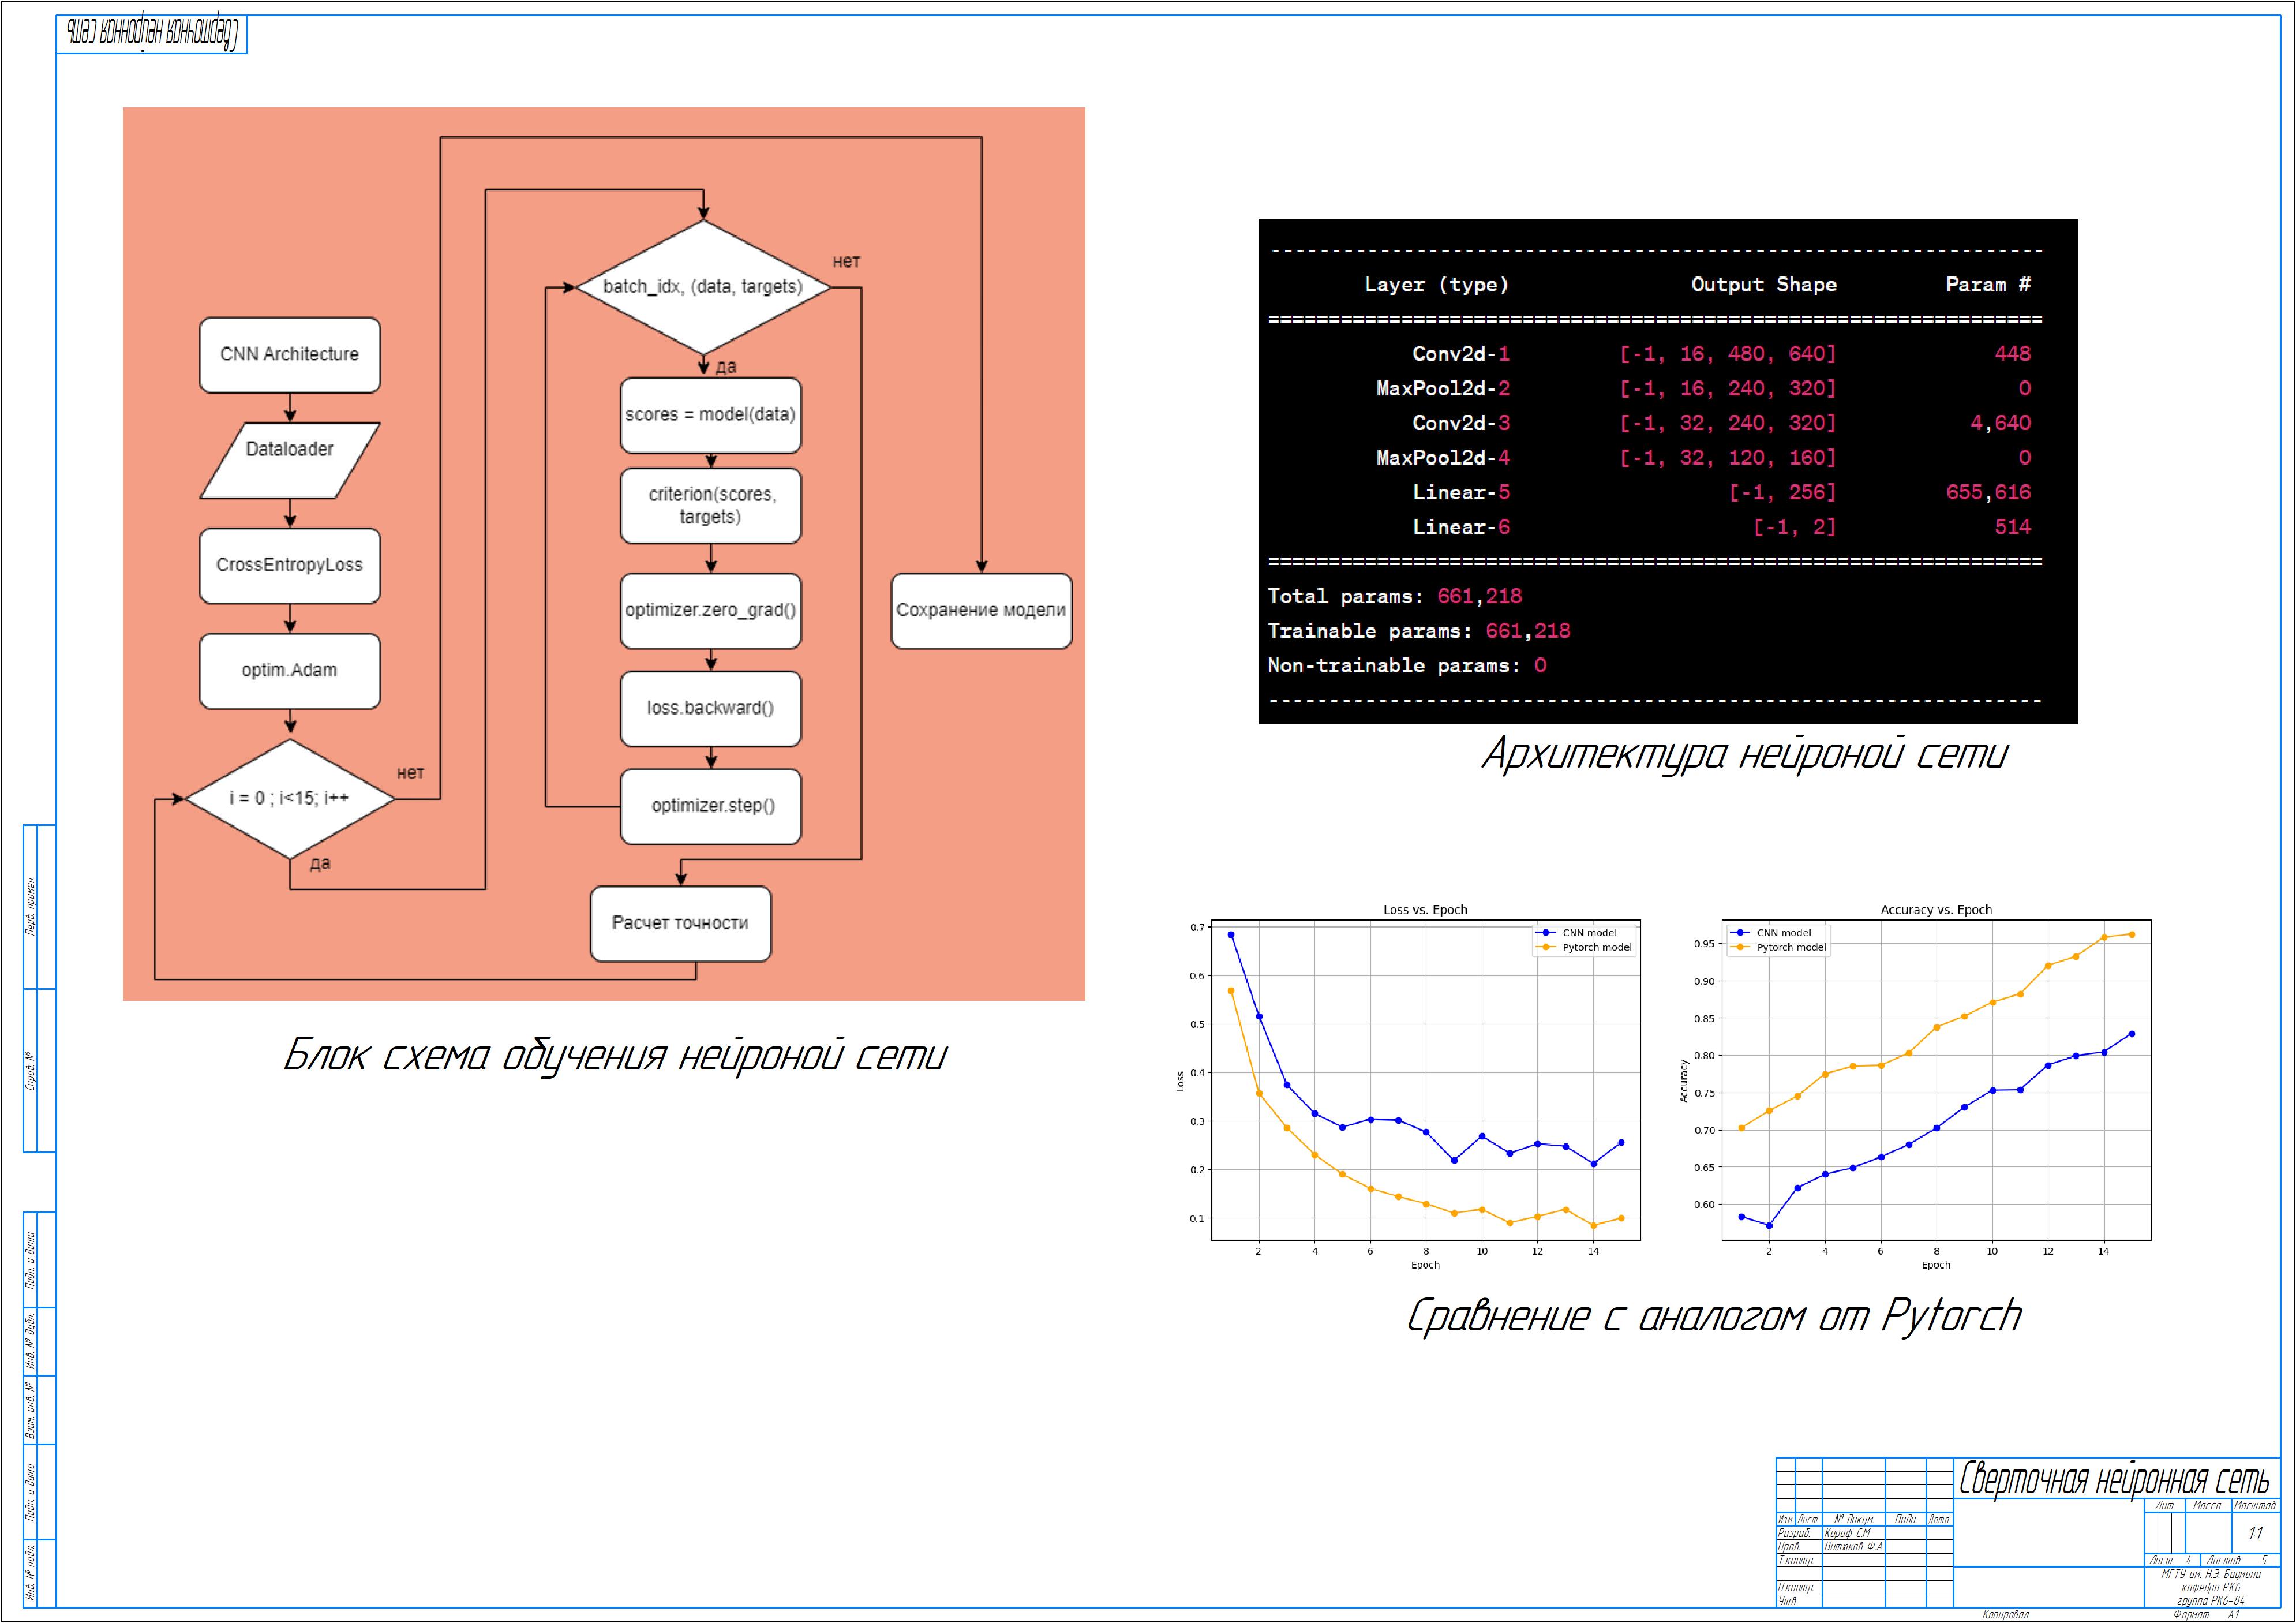 Сверточная нейронная сеть
CNN Architecture
Dataloader
CrossEntropyLoss
optim.Adam
i = 0 ; i<15; i++
нет
да
batch_idx, (data, targets)
нет
да
scores = model(data)
criterion(scores,
targets)
optimizer.zero_grad()
loss.backward()
optimizer.step()
Расчет точности
Сохранение модели
Блок схема обучения нейроной сети
----------------------------------------------------------------
Layer (type) Output Shape Param #
================================================================
Conv2d-1 [-1, 16, 480, 640] 448
MaxPool2d-2 [-1, 16, 240, 320] 0
Conv2d-3 [-1, 32, 240, 320] 4,640
MaxPool2d-4 [-1, 32, 120, 160] 0
Linear-5 [-1, 256] 655,616
Linear-6 [-1, 2] 514
================================================================
Total params: 661,218
Trainable params: 661,218
Non-trainable params: 0
----------------------------------------------------------------
Архитектура нейроной сети
Loss vs. Epoch
CNN model
Pytorch model
Loss
0.7
0.6
0.5
0.4
0.3
0.2
0.1
2 4 6 8 10 12 14
Epoch
Accuracy vs. Epoch
CNN model
Pytorch model
Accuracy
0.95
0.90
0.85
0.80
0.75
0.70
0.65
0.60
2 4 6 8 10 12 14
Epoch
Сравнение с аналогом от Pytorch
Перв. примен.
Справ. №
Подп. и дата
Инв. № дубл.
Взам. инв. №
Подп. и дата
Инв. № подл.
Сверточная нейронная сеть
Лит. Масса Масштаб
1:1
Изм. Лист № докум. Подп. Дата
Разраб. Караф С.М
Пров. Витюков Ф.А.
Т.контр.
Н.контр.
Утв.
Лист 4 Листов 5
МГТУ им. Н.Э. Баумана
кафедра РК6
группа РК6-84
Копировал Формат А1